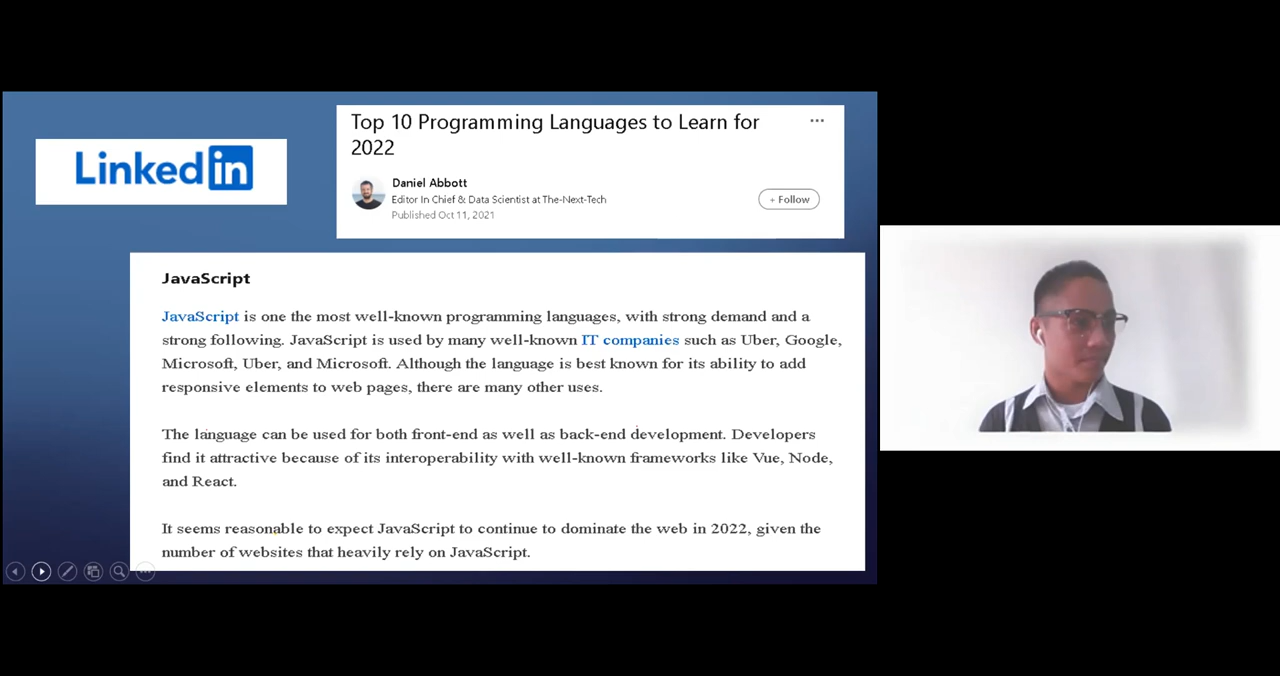 LinkedIn
Top 10 Programming Languages to Learn for
2022
Daniel Abbott
Editor In Chief & Data Scientist at The-Next-Tech
Published Oct 11, 2021
+ Follow
JavaScript
JavaScript is one the most well-known programming languages, with strong demand and a
strong following. JavaScript is used by many well-known IT companies such as Uber, Google,
Microsoft, Uber, and Microsoft. Although the language is best known for its ability to add
responsive elements to web pages, there are many other uses.
The language can be used for both front-end as well as back-end development. Developers
find it attractive because of its interoperability with well-known frameworks like Vue, Node,
and React.
It seems reasonable to expect JavaScript to continue to dominate the web in 2022, given the
number of websites that heavily rely on JavaScript.